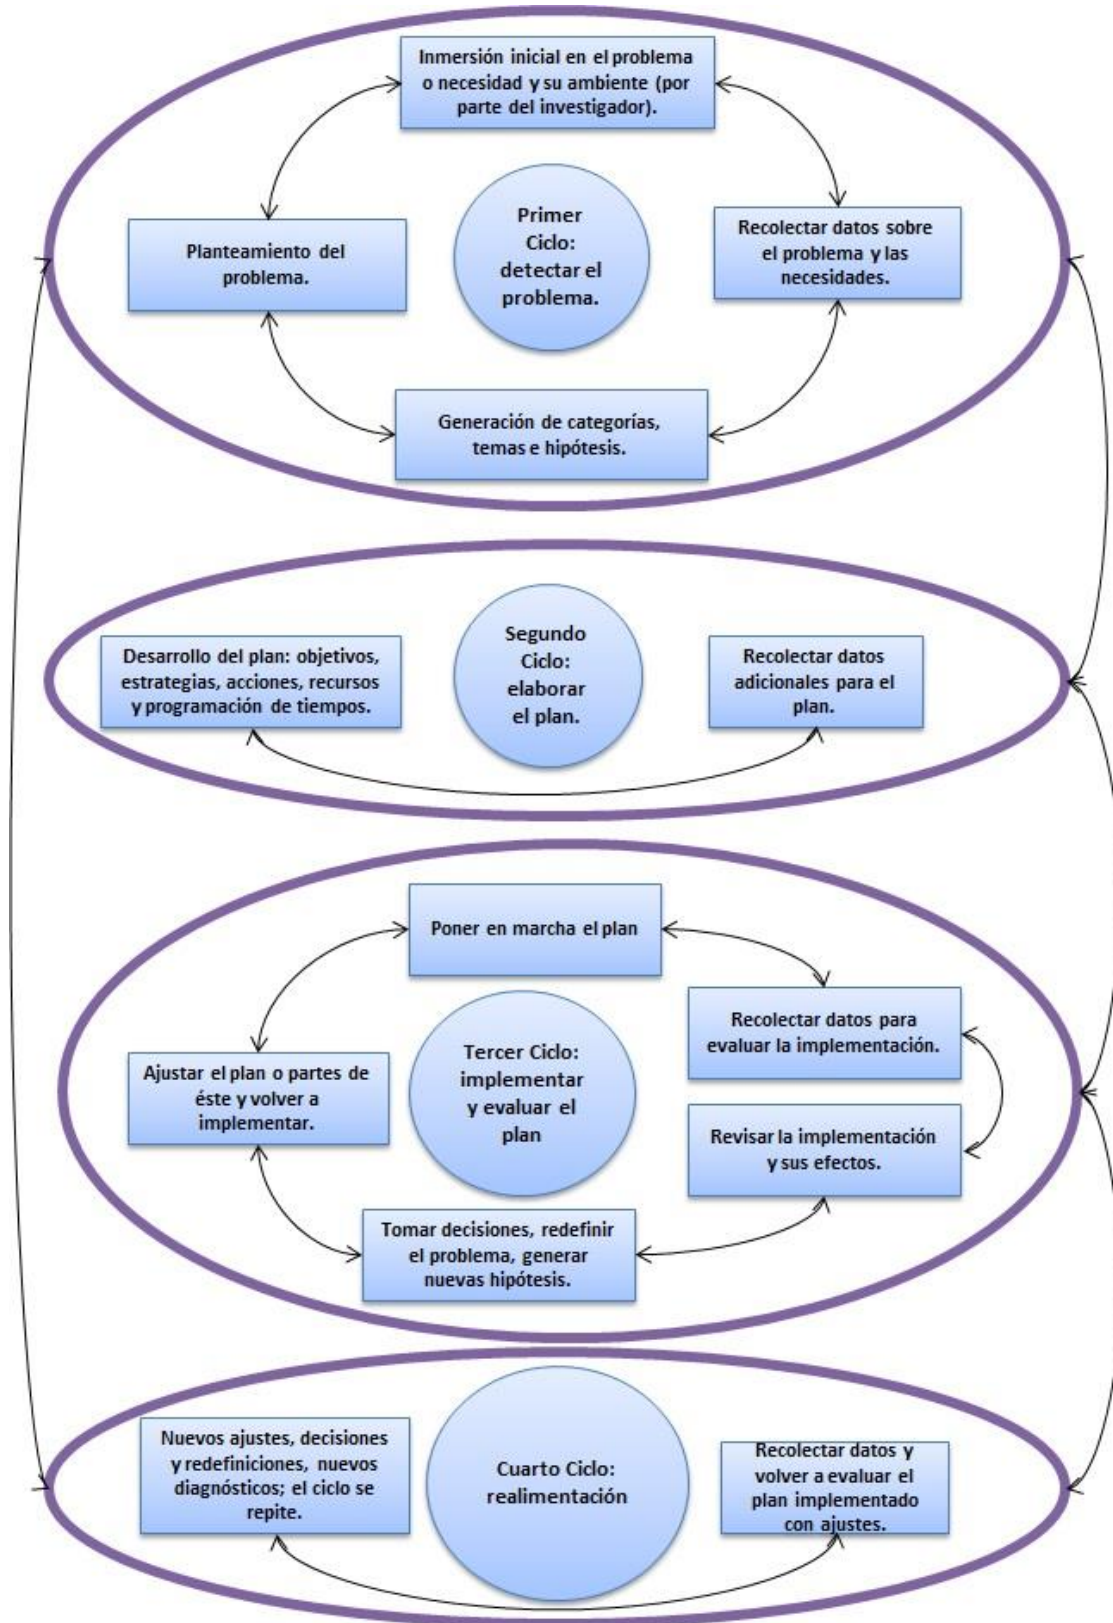 Inmersión inicial en el problema
o necesidad y su ambiente (por
parte del investigador).
Primer
Ciclo:
detectar el
problema.
Planteamiento del
problema.
Recolectar datos sobre
el problema y las
necesidades.
Generación de categorías,
temas e hipótesis.
Segundo
Ciclo:
elaborar
el plan.
Desarrollo del plan: objetivos,
estrategias, acciones, recursos
y programación de tiempos.
Recolectar datos
adicionales para el
plan.
Poner en marcha el plan
Recolectar datos para
evaluar la implementación.
Tercer Ciclo:
implementar
y evaluar el
plan
Ajustar el plan o partes de
éste y volver a
implementar.
Revisar la implementación
y sus efectos.
Tomar decisiones, redefinir
el problema, generar
nuevas hipótesis.
Nuevos ajustes, decisiones
y redefiniciones, nuevos
diagnósticos; el ciclo se
repite.
Cuarto Ciclo:
realimentación
Recolectar datos y
volver a evaluar el
plan implementado
con ajustes.